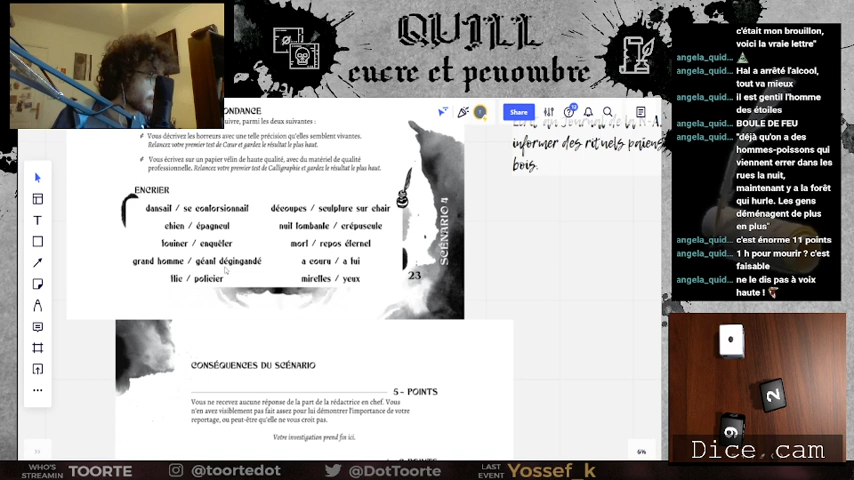 QUILL
encre et penombre
c'était mon brouillon,
voici la vraie lettre"
angela_quid...
angela_quid... Hal a arrêté l'alcool,
tout va mieux
angela_quid... il est gentil l'homme
des étoiles
angela_quid... BOULE DE FEU
angela_quid... "déjà qu'on a des
hommes-poissons qui
viennent errer dans les
rues la nuit,
maintenant y a la forêt
qui hurle. Les gens
déménagent de plus
en plus"
angela_quid... c'est énorme 11 points
angela_quid... 1 h pour mourir ? c'est
faisable
angela_quid... ne le dis pas à voix
haute !
Share
ONDANCE
uivre, parmi les deux suivantes :
Vous décrivez les horreurs avec une telle précision qu'elles semblent vivantes.
Relancez votre premier test de Cœur et gardez le résultat le plus haut.
Vous écrivez sur un papier vélin de haute qualité, avec du matériel de qualité
professionnelle. Relancez votre premier test de Calligraphie et gardez le résultat le plus haut.
ENCRIER
dansait / se contorsionnait
découpes / sculpture sur chair
chien / épagneul
nuit tombante / crépuscule
fouiner / enquêter
mort / repos éternel
grand homme / géant dégingandé
a couru / a fui
flic / policier
mirettes / yeux
SCÉNARIO 4
23
informer des rituels païens
bois.
CONSÉQUENCES DU SCÉNARIO
5 - POINTS
Vous ne recevez aucune réponse de la part de la rédactrice en chef. Vous
n'en avez visiblement pas fait assez pour lui démontrer l'importance de votre
reportage, ou peut-être qu'elle ne vous croit pas.
Votre investigation prend fin ici.
6%
2
Dice.cam
WHO'S
STREAMIN TOORTE
@toortedot
@DotToorte
LAST
EVENT Yossef_k